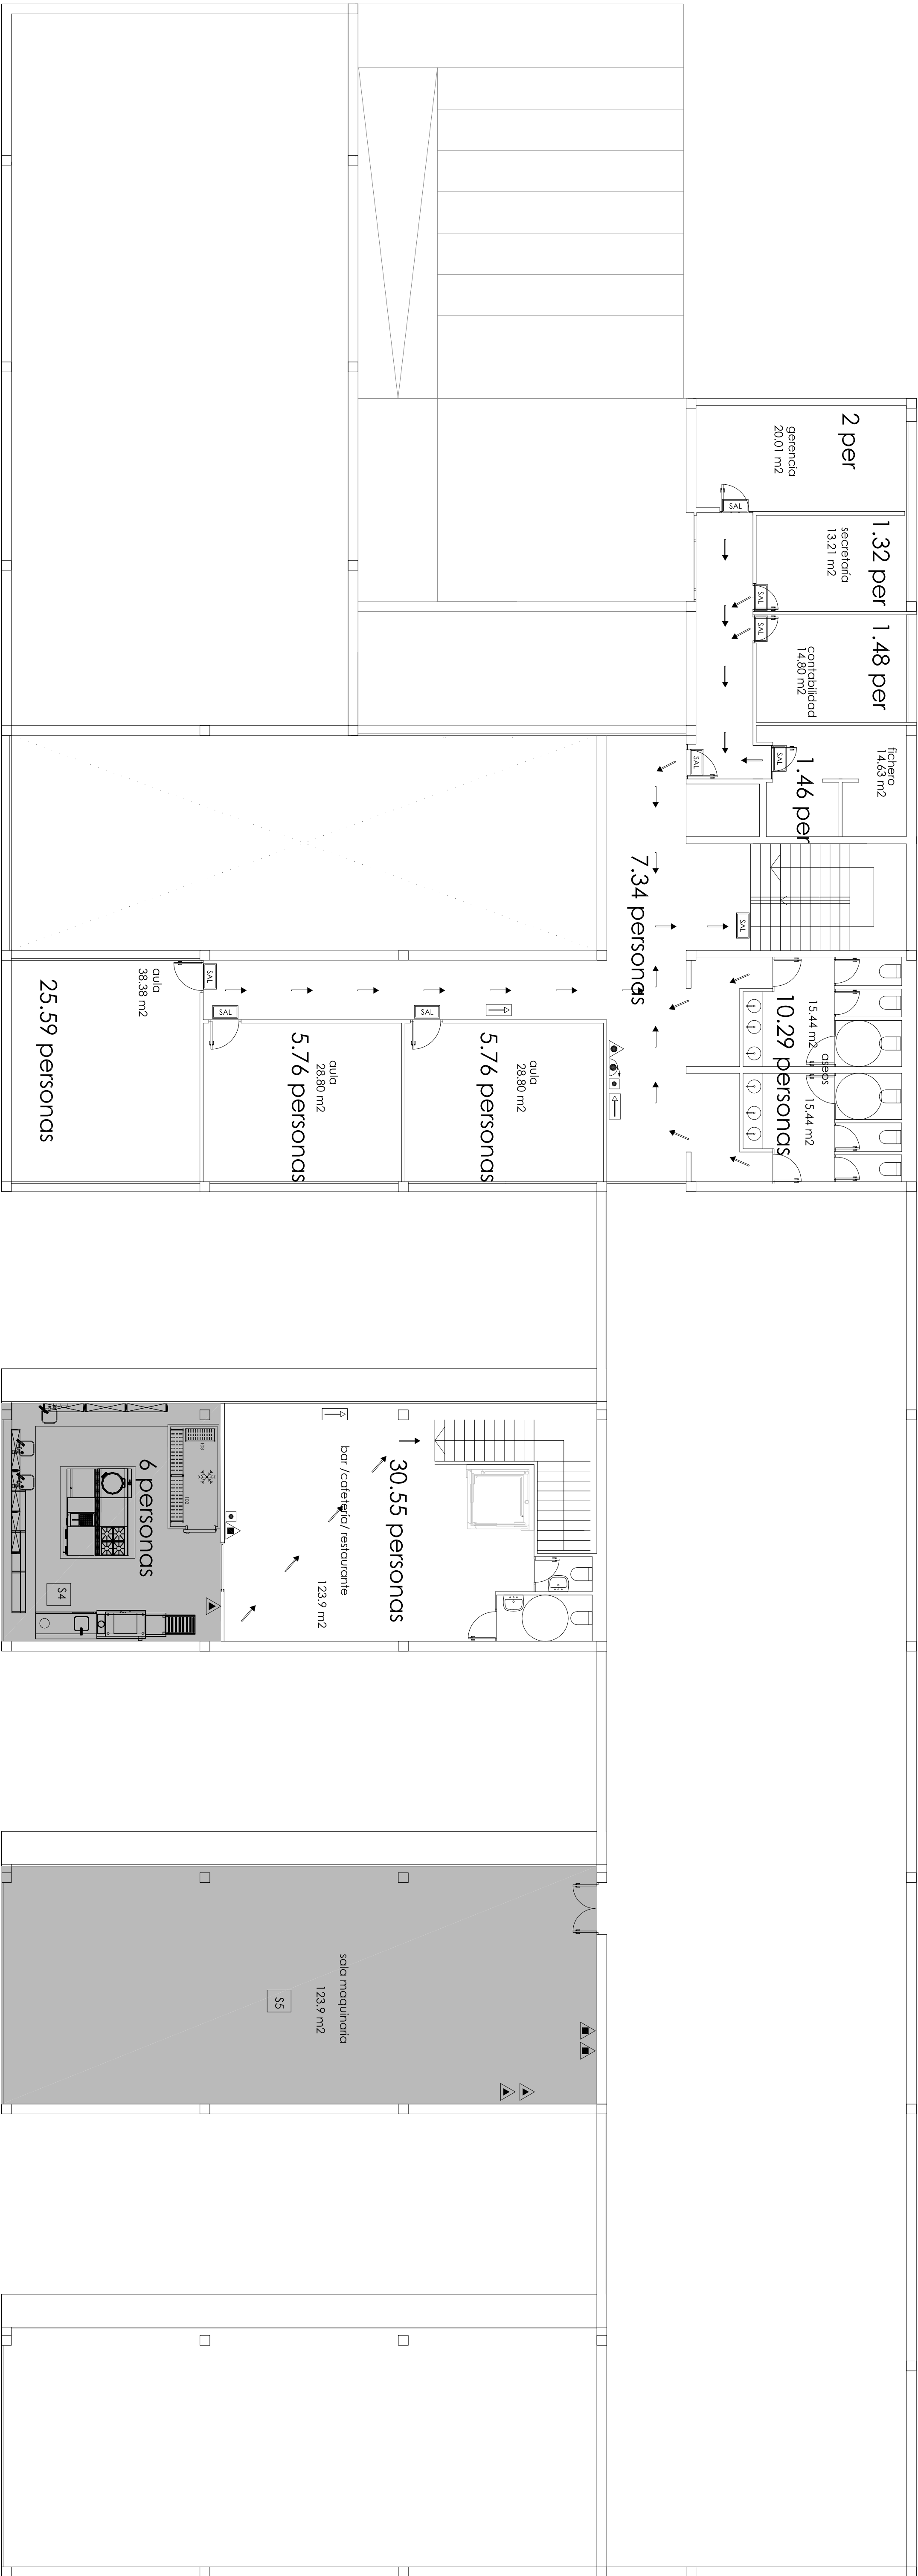 2 per
gerencia
20.01 m2
SAL
1.32 per
secretaría
13.21 m2
SAL
1.48 per
contabilidad
14.80 m2
SAL
fichero
14.63 m2
1.46 per
SAL
SAL
7.34 personas
SAL
10.29 personas
15.44 m2
aseos
15.44 m2
aula
38.38 m2
25.59 personas
SAL
SAL
aula
28.80 m2
5.76 personas
SAL
aula
28.80 m2
5.76 personas
30.55 personas
bar /cafetería/ restaurante
123.9 m2
6 personas
102
102
S4
sala maquinaria
123.9 m2
S5